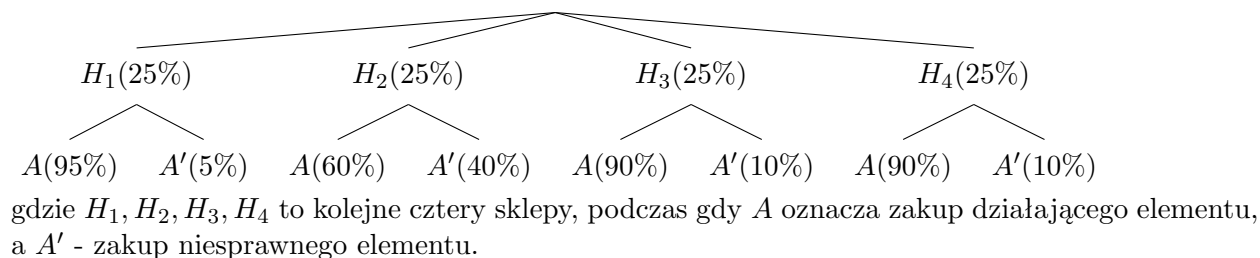 H₁(25%) H₂(25%) H₃(25%) H₄(25%)
A(95%) A′(5%) A(60%) A′(40%) A(90%) A′(10%) A(90%) A′(10%)
gdzie H₁, H₂, H₃, H₄ to kolejne cztery sklepy, podczas gdy A oznacza zakup działającego elementu,
a A′ - zakup niesprawnego elementu.